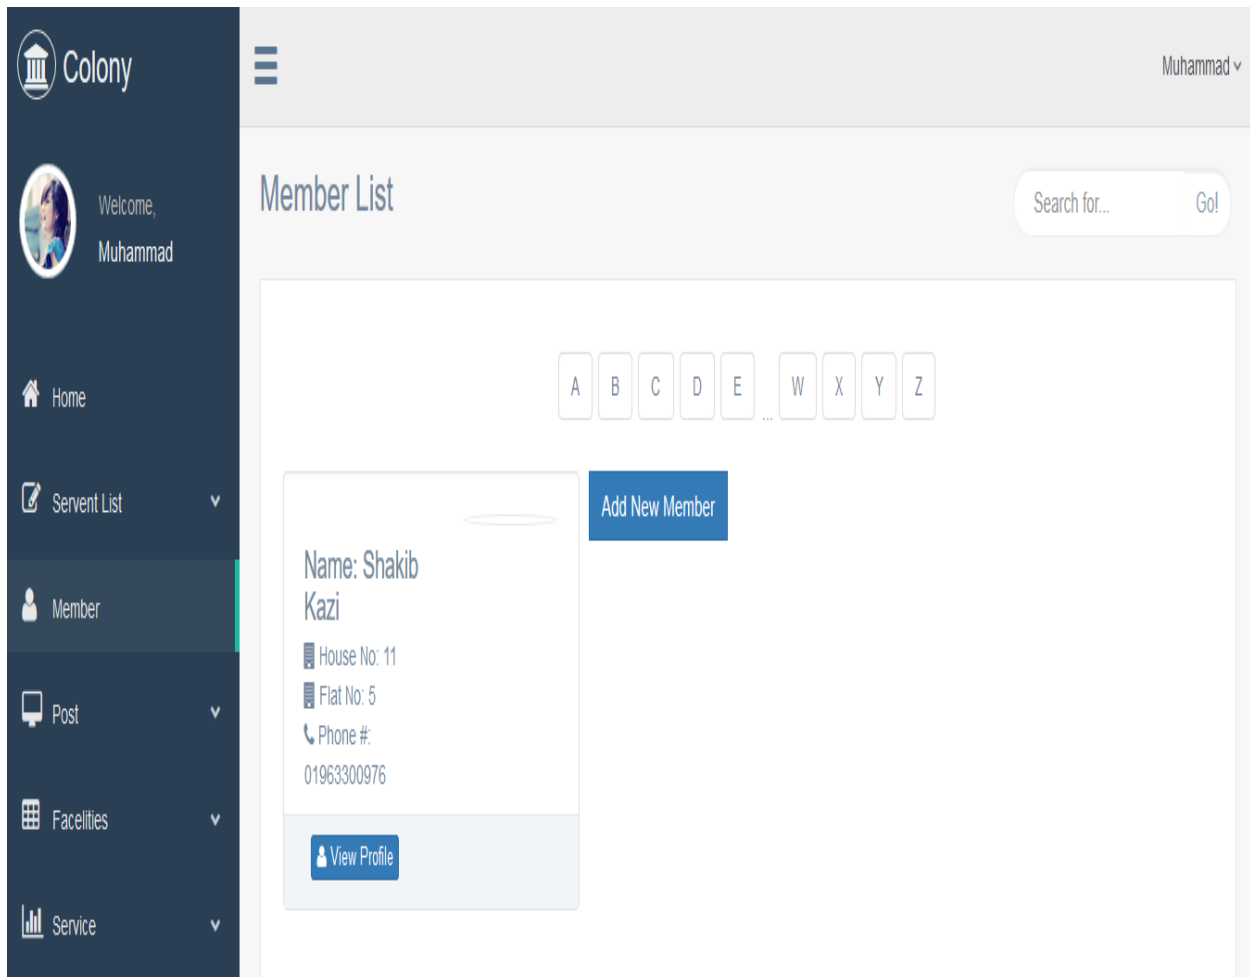 Colony
Muhammad
Welcome,
Muhammad
Member List
Search for...
Go!
Home
Servent List
Member
Post
Facelities
Service
A B C D E ... W X Y Z
Add New Member
Name: Shakib
Kazi
House No: 11
Flat No: 5
Phone #:
01963300976
View Profile